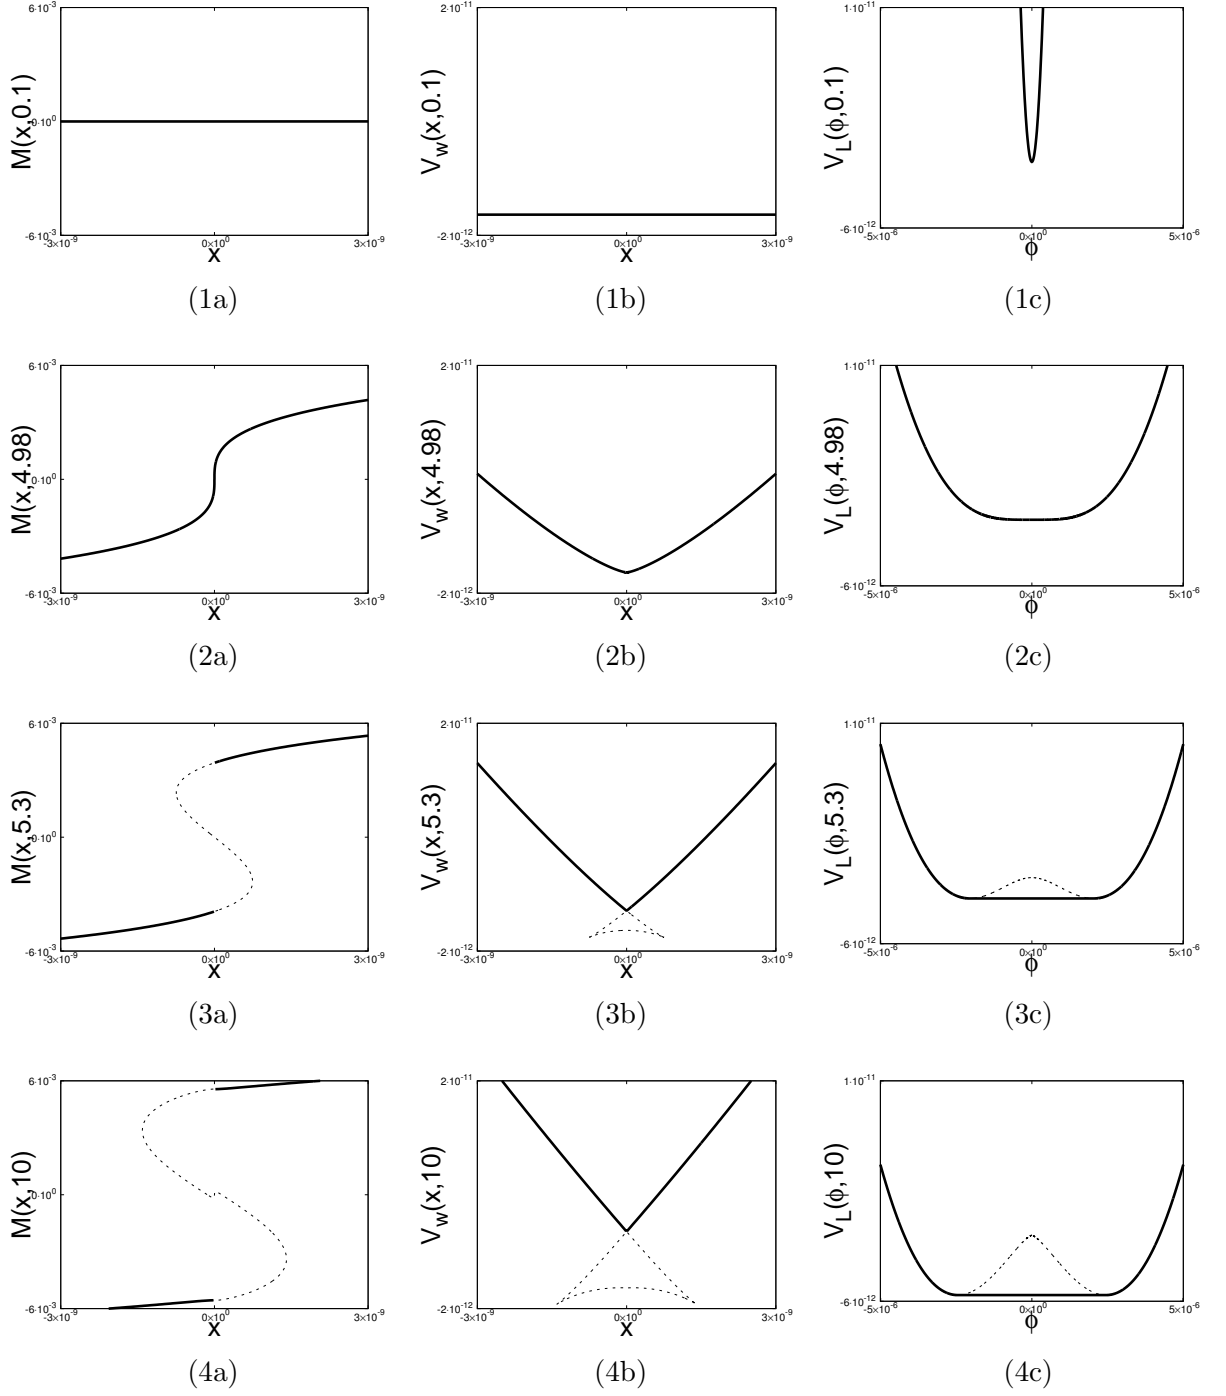 6·10⁻³ 2·10⁻¹¹ 1·10⁻¹¹
M(x,0.1) V_w(x,0.1) V_L(ϕ,0.1)
0·10⁰
-6·10⁻³ -2·10⁻¹² -6·10⁻¹²
-3×10⁻⁹ 0×10⁰ 3×10⁻⁹ -3×10⁻⁹ 0×10⁰ 3×10⁻⁹ -5×10⁻⁶ 0×10⁰ 5×10⁻⁶
x x ϕ
(1a) (1b) (1c)
6·10⁻³ 2·10⁻¹¹ 1·10⁻¹¹
M(x,4.98) V_w(x,4.98) V_L(ϕ,4.98)
0·10⁰
-6·10⁻³ -2·10⁻¹² -6·10⁻¹²
-3×10⁻⁹ 0×10⁰ 3×10⁻⁹ -3×10⁻⁹ 0×10⁰ 3×10⁻⁹ -5×10⁻⁶ 0×10⁰ 5×10⁻⁶
x x ϕ
(2a) (2b) (2c)
6·10⁻³ 2·10⁻¹¹ 1·10⁻¹¹
M(x,5.3) V_w(x,5.3) V_L(ϕ,5.3)
0·10⁰
-6·10⁻³ -2·10⁻¹² -6·10⁻¹²
-3×10⁻⁹ 0×10⁰ 3×10⁻⁹ -3×10⁻⁹ 0×10⁰ 3×10⁻⁹ -5×10⁻⁶ 0×10⁰ 5×10⁻⁶
x x ϕ
(3a) (3b) (3c)
6·10⁻³ 2·10⁻¹¹ 1·10⁻¹¹
M(x,10) V_w(x,10) V_L(ϕ,10)
0·10⁰
-6·10⁻³ -2·10⁻¹² -6·10⁻¹²
-3×10⁻⁹ 0×10⁰ 3×10⁻⁹ -3×10⁻⁹ 0×10⁰ 3×10⁻⁹ -5×10⁻⁶ 0×10⁰ 5×10⁻⁶
x x ϕ
(4a) (4b) (4c)